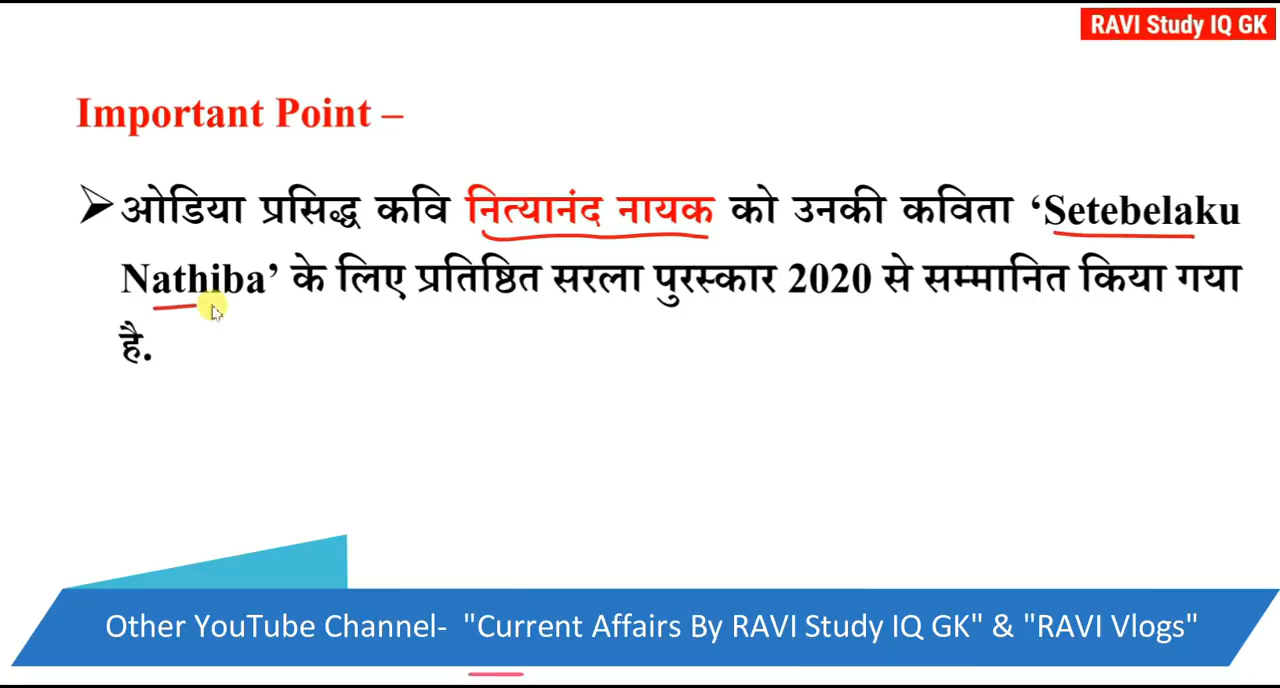 RAVI Study IQ GK
Important Point –
ओडिया प्रसिद्ध कवि नित्यानंद नायक को उनकी कविता ‘Setebelaku
Nathiba’ के लिए प्रतिष्ठित सरला पुरस्कार 2020 से सम्मानित किया गया
है.
Other YouTube Channel- "Current Affairs By RAVI Study IQ GK" & "RAVI Vlogs"